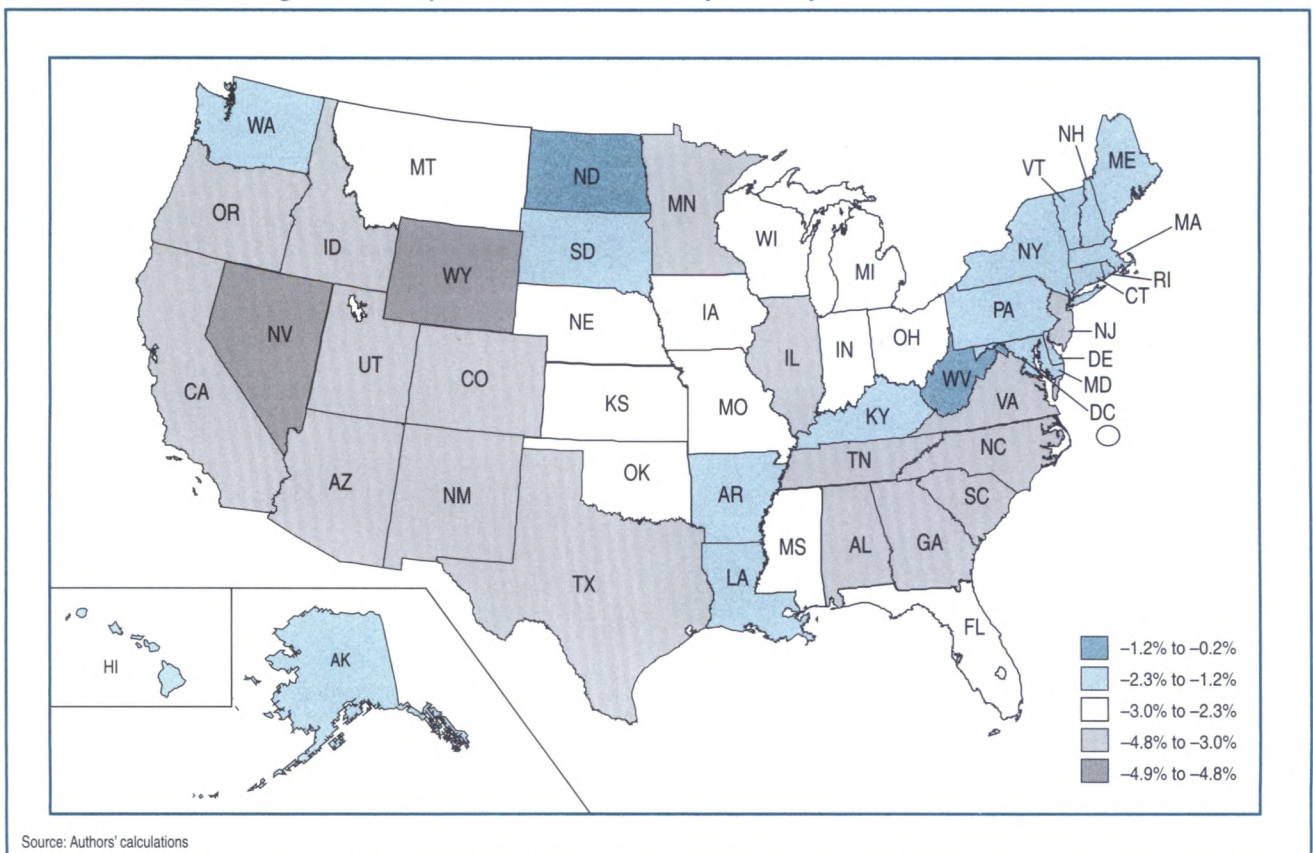 WA
MT
ND
MN
OR
ID
WY
SD
WI
MI
NH
VT
ME
NY
MA
RI
CT
PA
NJ
DE
MD
DC
NV
UT
CO
NE
IA
IL
IN
OH
WV
VA
CA
KS
MO
KY
NC
TN
SC
AZ
NM
OK
AR
MS
AL
GA
TX
LA
FL
HI
AK
–1.2% to –0.2%
–2.3% to –1.2%
–3.0% to –2.3%
–4.8% to –3.0%
–4.9% to –4.8%
Source: Authors' calculations